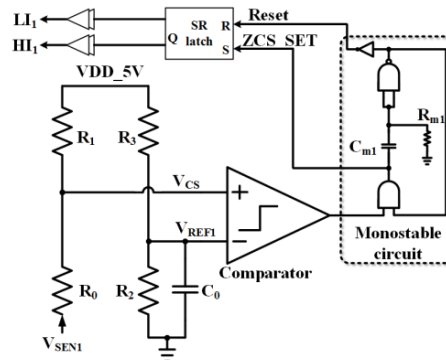 LI1
HI1
SR
latch
Q
R
S
Reset
ZCS_SET
VDD_5V
R1
R3
Rm1
Cm1
VCS
VREF1
Monostable
circuit
Comparator
R0
R2
C0
VSEN1